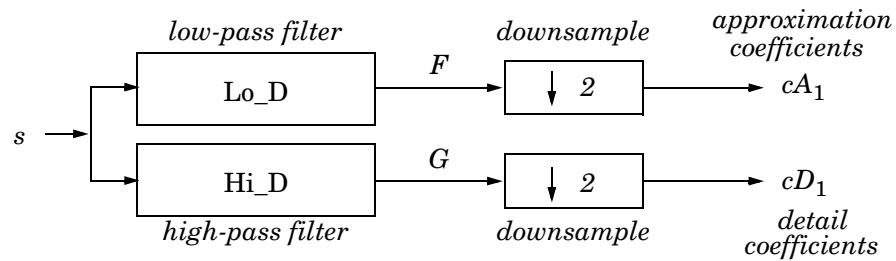 low-pass filter
downsample
approximation
coefficients
Lo_D
F
2
cA1
s
Hi_D
G
2
cD1
high-pass filter
downsample
detail
coefficients